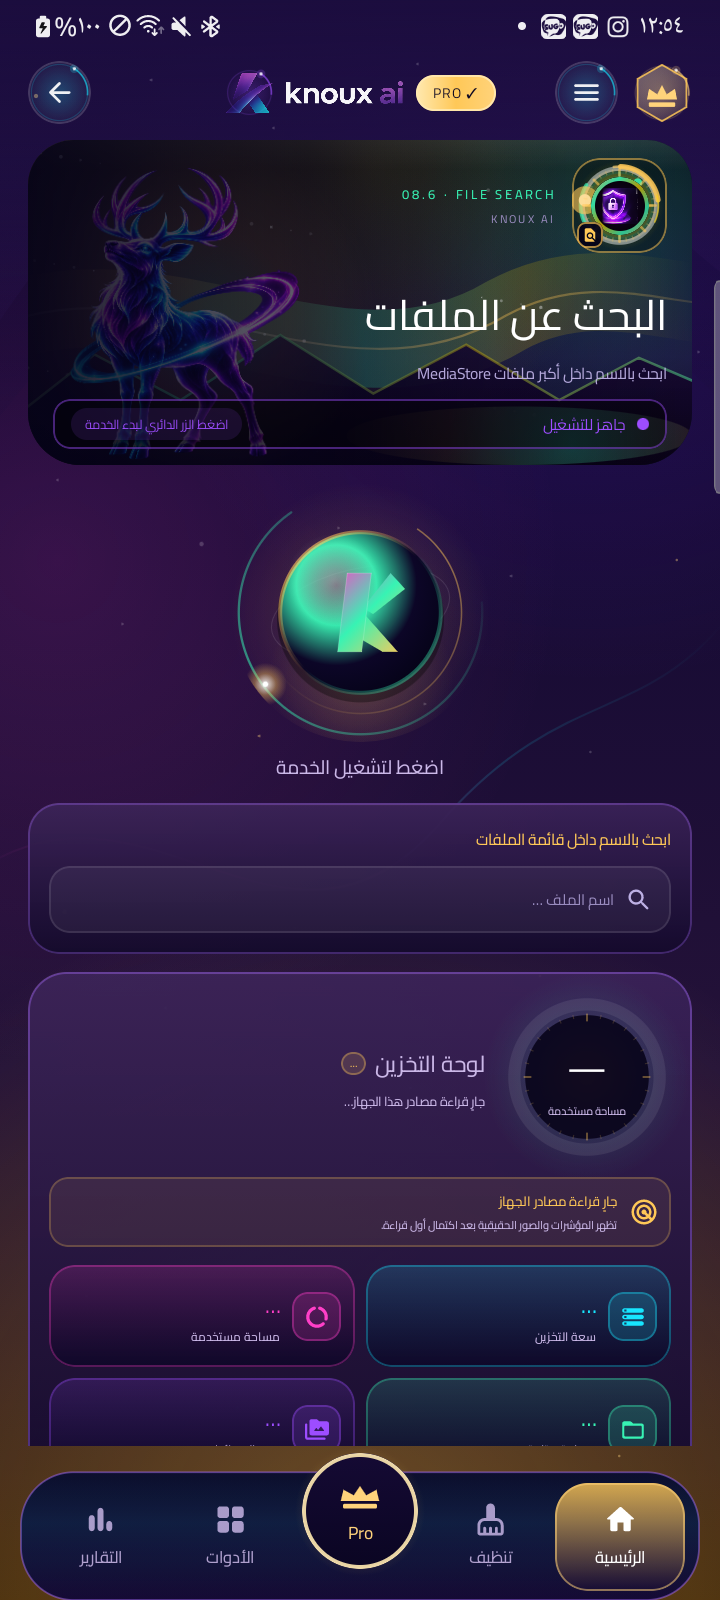 ١٢:٥٤
%١٠٠
knoux ai
PRO ✓
08.6 · FILE SEARCH
KNOUX AI
البحث عن الملفات
ابحث بالاسم داخل أكبر ملفات MediaStore
جاهز للتشغيل
اضغط الزر الدائري لبدء الخدمة
اضغط لتشغيل الخدمة
ابحث بالاسم داخل قائمة الملفات
اسم الملف ...
لوحة التخزين
...
جارٍ قراءة مصادر هذا الجهاز...
—
مساحة مستخدمة
جارٍ قراءة مصادر الجهاز
تظهر المؤشرات والصور الحقيقية بعد اكتمال أول قراءة.
...
سعة التخزين
...
مساحة مستخدمة
...
...
الرئيسية
تنظيف
Pro
الأدوات
التقارير